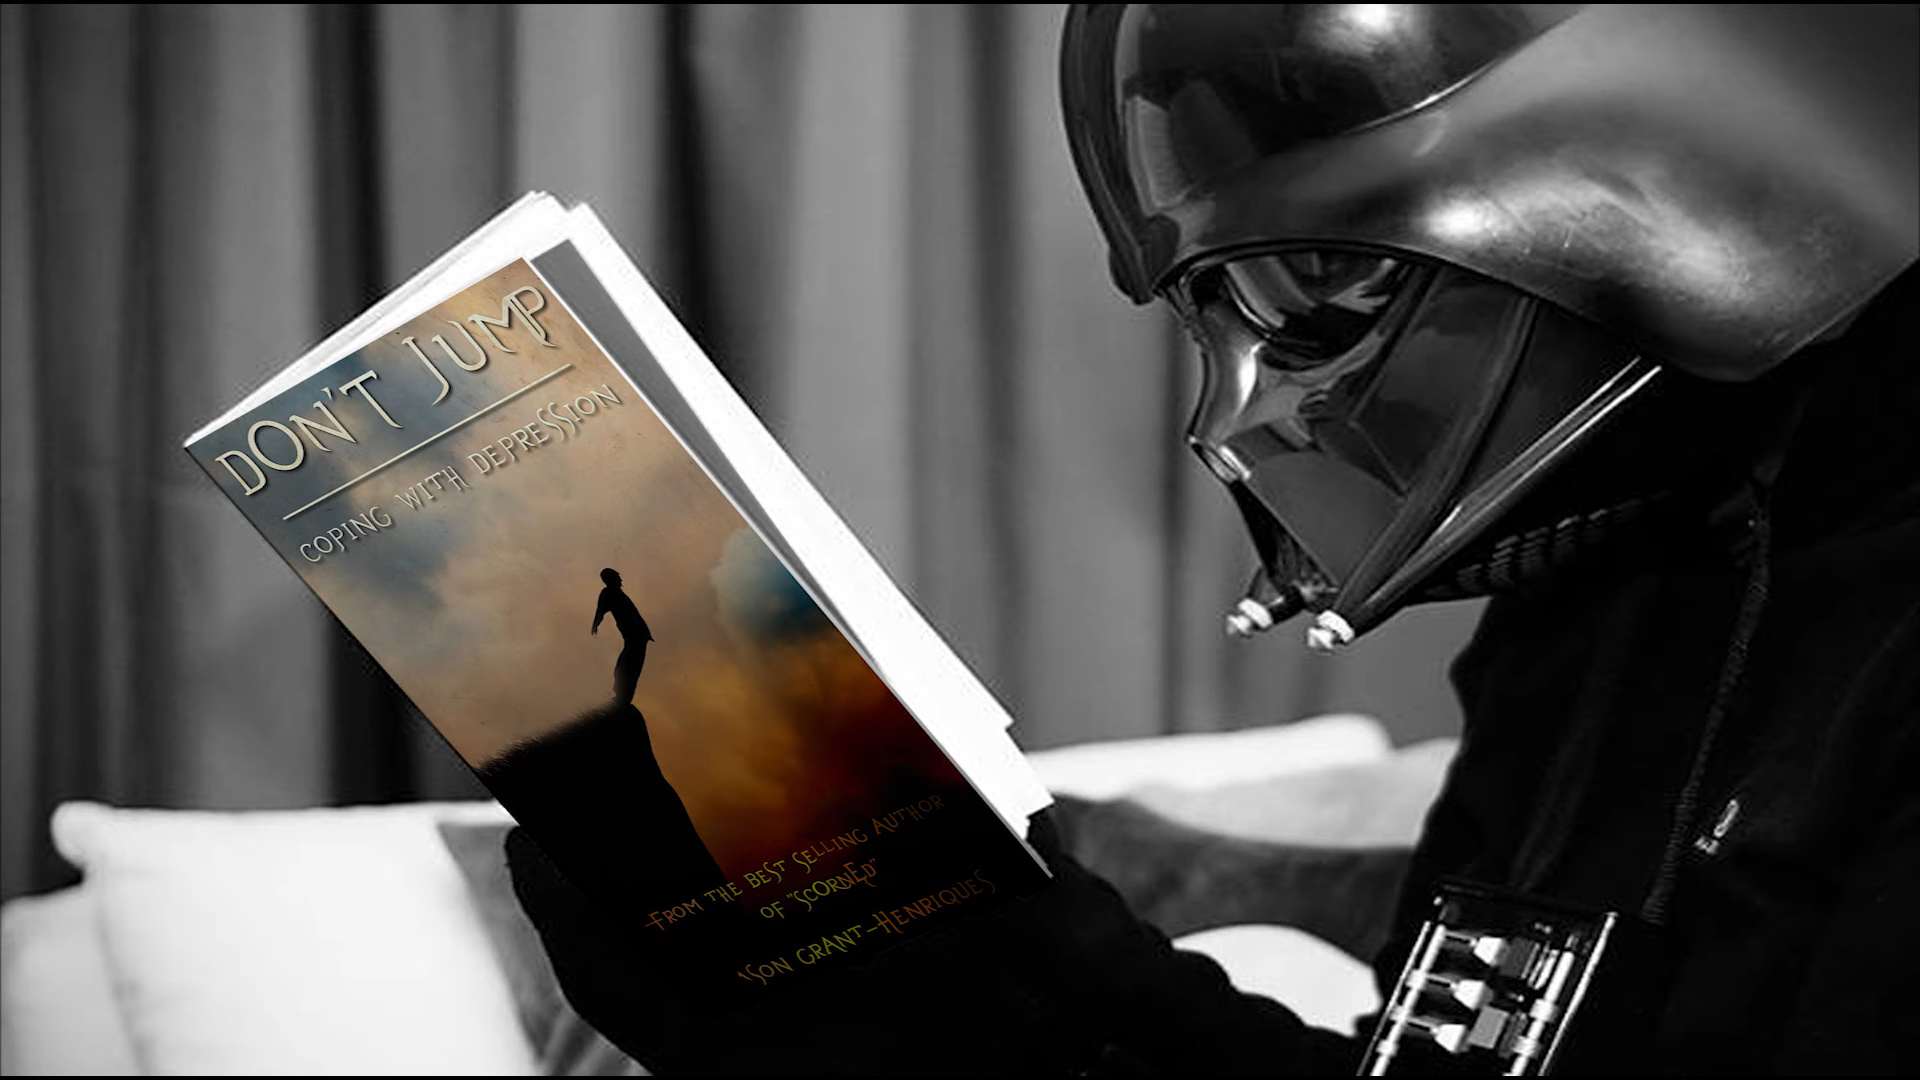 DON'T JUMP
COPING WITH DEPRESSION
FROM THE BEST SELLING AUTHOR
OF "SCORNED"
GRANT-HENRIQUES